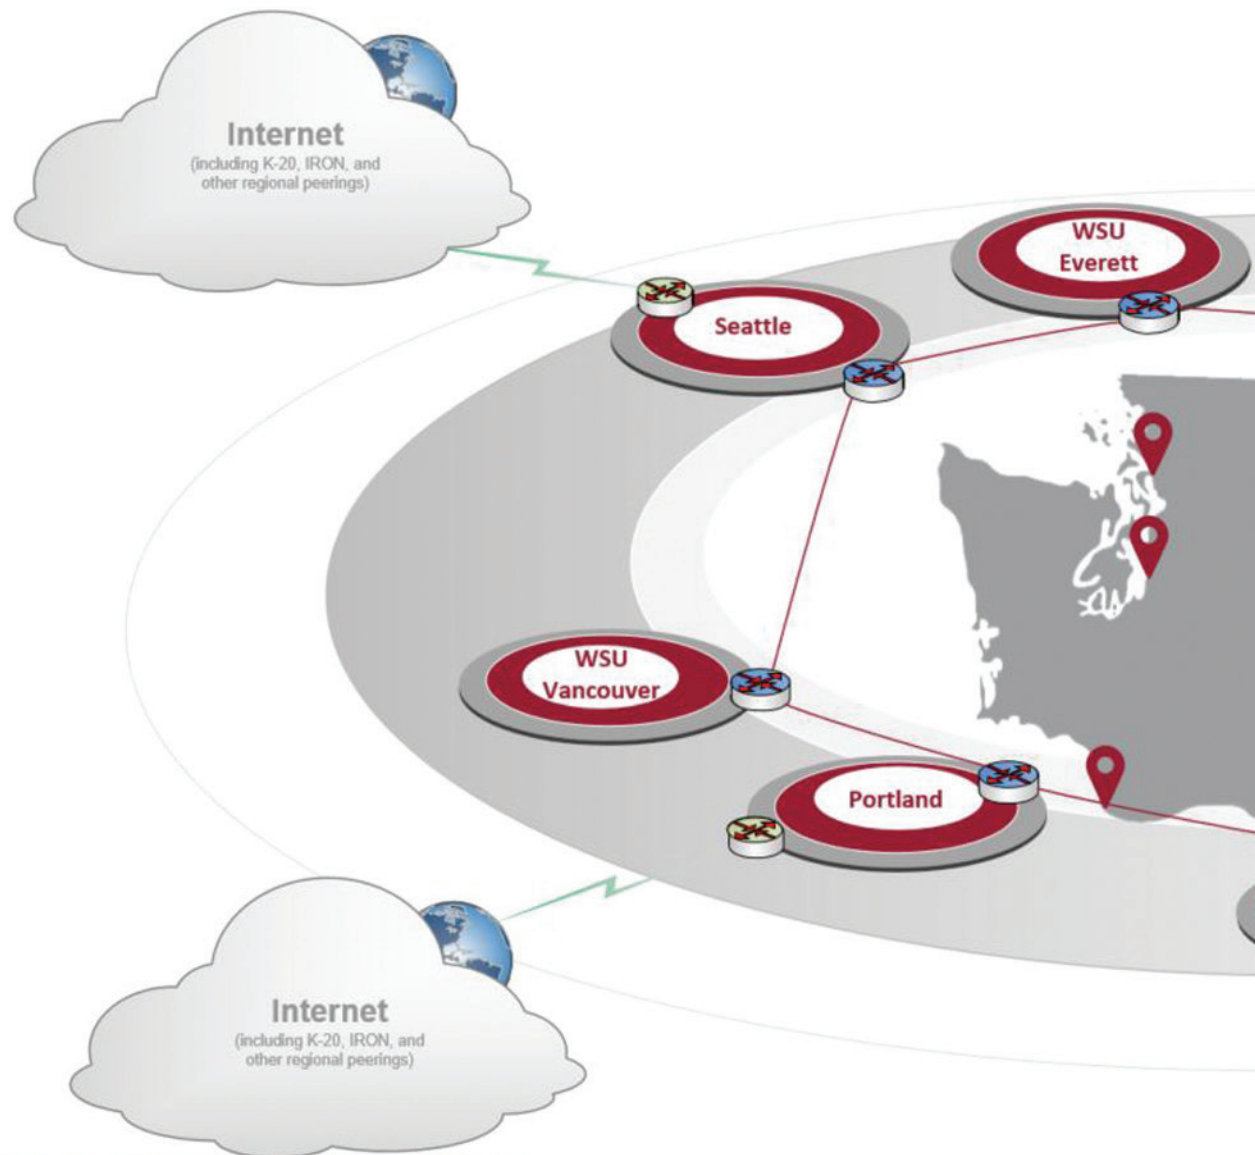 Internet
(including K-20, IRON, and
other regional peerings)
WSU
Everett
Seattle
WSU
Vancouver
Portland
Internet
(including K-20, IRON, and
other regional peerings)